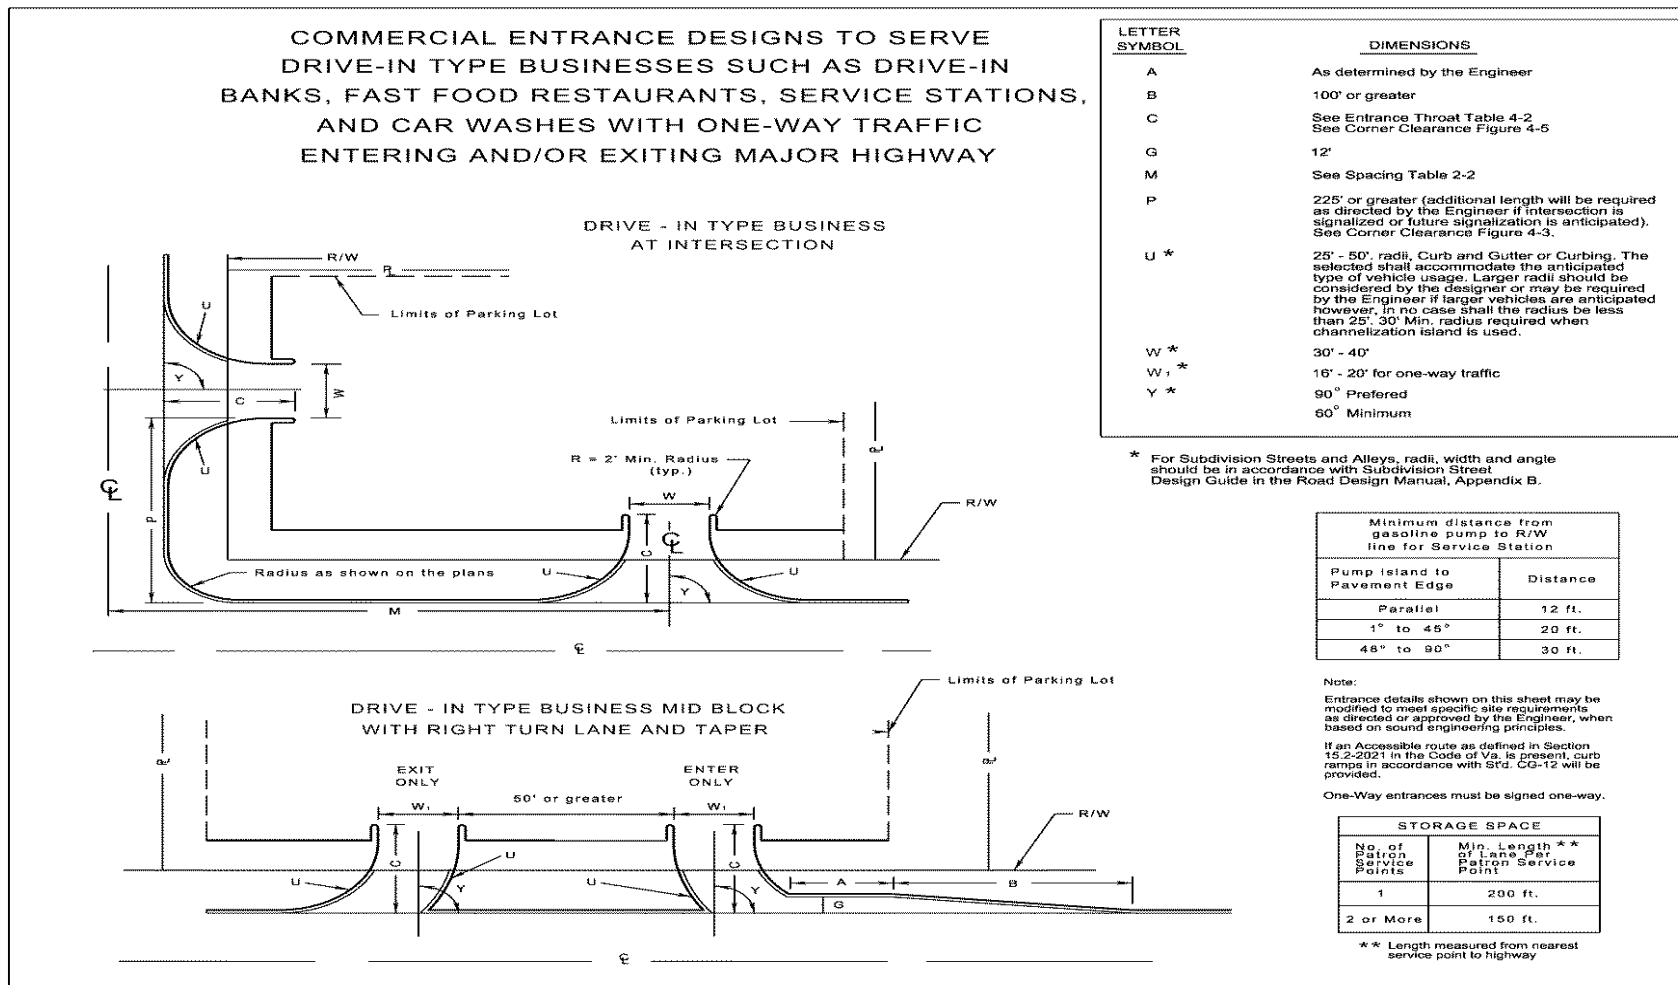 COMMERCIAL ENTRANCE DESIGNS TO SERVE
DRIVE-IN TYPE BUSINESSES SUCH AS DRIVE-IN
BANKS, FAST FOOD RESTAURANTS, SERVICE STATIONS,
AND CAR WASHES WITH ONE-WAY TRAFFIC
ENTERING AND/OR EXITING MAJOR HIGHWAY
DRIVE - IN TYPE BUSINESS
AT INTERSECTION
R/W
PL
Limits of Parking Lot
U
Y
W
C
U
CL
P
Limits of Parking Lot
PL
R = 2' Min. Radius
(typ.)
W
R/W
CL
C
Radius as shown on the plans
U
U
Y
M
CL
DRIVE - IN TYPE BUSINESS MID BLOCK
WITH RIGHT TURN LANE AND TAPER
Limits of Parking Lot
PL
PL
EXIT
ONLY
ENTER
ONLY
W1
50' or greater
W1
R/W
C
U
C
U
Y
U
Y
A
B
G
CL
LETTER
SYMBOL
DIMENSIONS
A As determined by the Engineer
B 100' or greater
C See Entrance Throat Table 4-2
See Corner Clearance Figure 4-5
G 12'
M See Spacing Table 2-2
P 225' or greater (additional length will be required
as directed by the Engineer if intersection is
signalized or future signalization is anticipated).
See Corner Clearance Figure 4-3.
U * 25' - 50'. radii, Curb and Gutter or Curbing. The
selected shall accommodate the anticipated
type of vehicle usage. Larger radii should be
considered by the designer or may be required
by the Engineer if larger vehicles are anticipated
however, in no case shall the radius be less
than 25'. 30' Min. radius required when
channelization island is used.
W * 30' - 40'
W1 * 16' - 20' for one-way traffic
Y * 90° Prefered
60° Minimum
* For Subdivision Streets and Alleys, radii, width and angle
should be in accordance with Subdivision Street
Design Guide in the Road Design Manual, Appendix B.
Minimum distance from
gasoline pump to R/W
line for Service Station
Pump Island to
Pavement Edge
Distance
Parallel 12 ft.
1° to 45° 20 ft.
46° to 90° 30 ft.
Note:
Entrance details shown on this sheet may be
modified to meet specific site requirements
as directed or approved by the Engineer, when
based on sound engineering principles.
If an Accessible route as defined in Section
15.2-2021 in the Code of Va. is present, curb
ramps in accordance with St'd. CG-12 will be
provided.
One-Way entrances must be signed one-way.
STORAGE SPACE
No. of
Patron
Service
Points
Min. Length **
of Lane Per
Patron Service
Point
1 200 ft.
2 or More 150 ft.
** Length measured from nearest
service point to highway